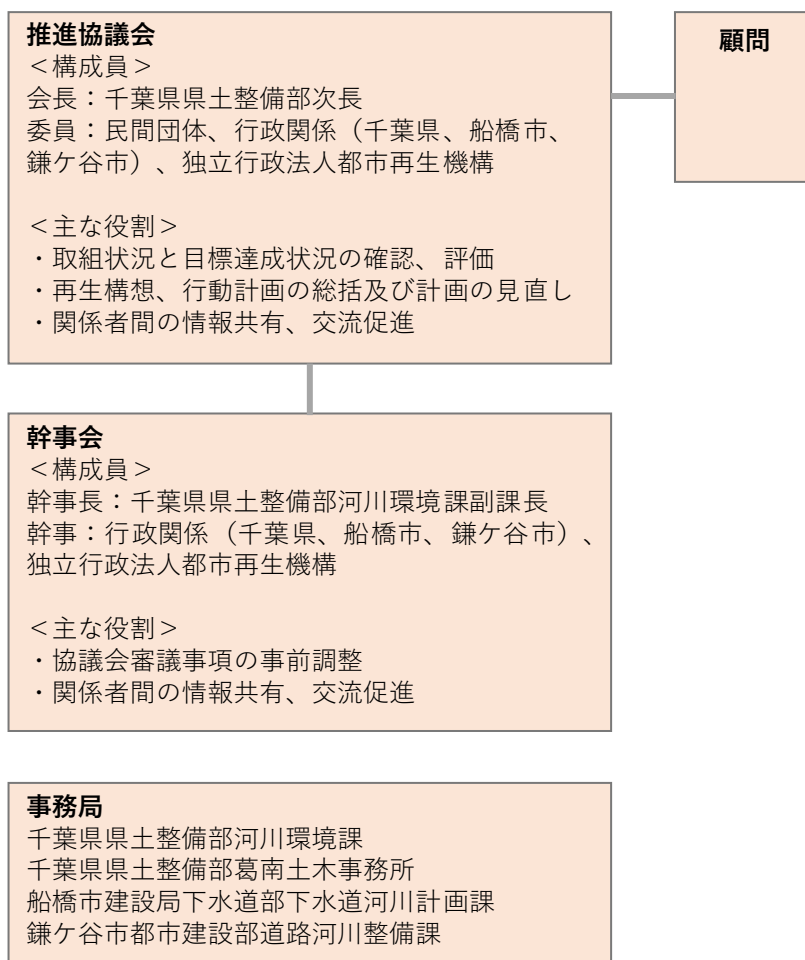 推進協議会
＜構成員＞
会長：千葉県県土整備部次長
委員：民間団体、行政関係（千葉県、船橋市、
鎌ケ谷市）、独立行政法人都市再生機構
＜主な役割＞
・取組状況と目標達成状況の確認、評価
・再生構想、行動計画の総括及び計画の見直し
・関係者間の情報共有、交流促進
顧問
幹事会
＜構成員＞
幹事長：千葉県県土整備部河川環境課副課長
幹事：行政関係（千葉県、船橋市、鎌ケ谷市）、
独立行政法人都市再生機構
＜主な役割＞
・協議会審議事項の事前調整
・関係者間の情報共有、交流促進
事務局
千葉県県土整備部河川環境課
千葉県県土整備部葛南土木事務所
船橋市建設局下水道部下水道河川計画課
鎌ケ谷市都市建設部道路河川整備課